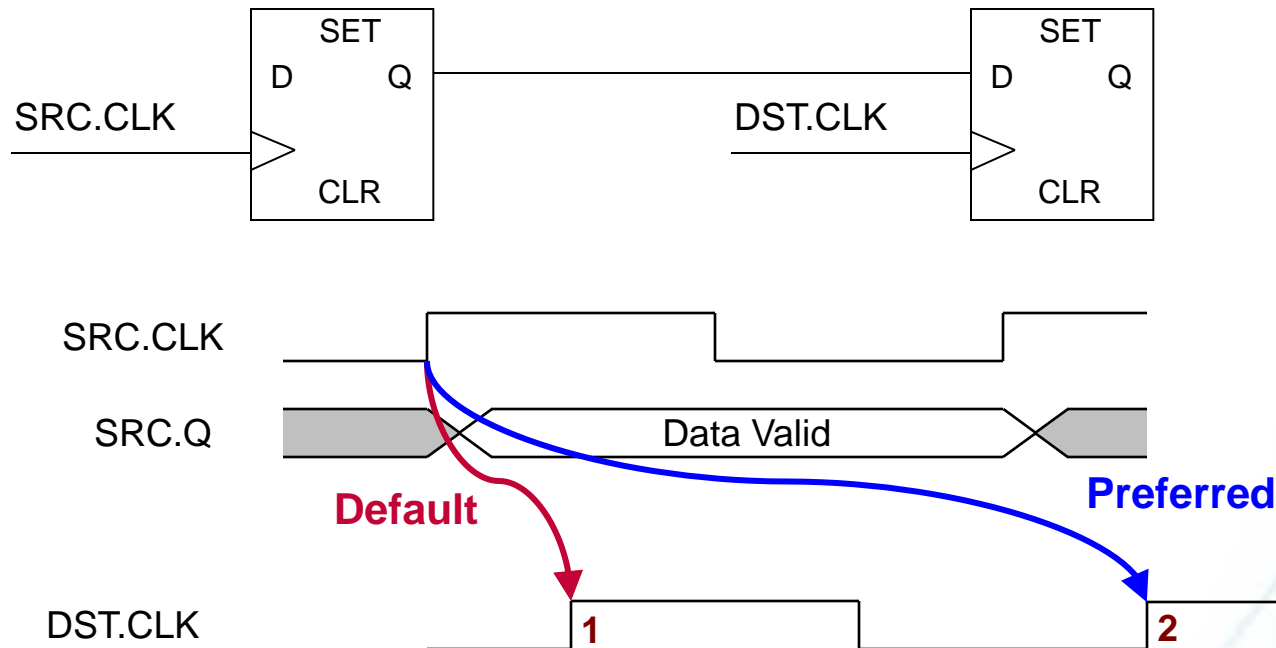 SET
D
Q
SRC.CLK
CLR
SET
D
Q
DST.CLK
CLR
SRC.CLK
SRC.Q
Data Valid
Default
Preferred
DST.CLK
1
2